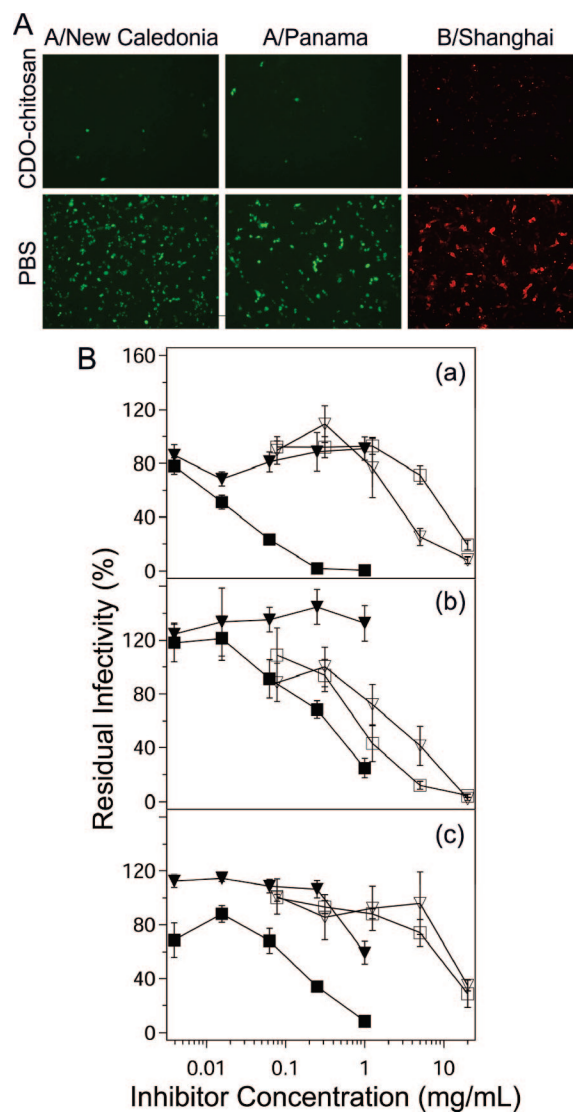 A
A/New Caledonia A/Panama B/Shanghai
CDO-chitosan
PBS
B
Residual Infectivity (%)
(a)
160
120
80
40
0
(b)
120
80
40
0
(c)
120
80
40
0
0.01 0.1 1 10
Inhibitor Concentration (mg/mL)